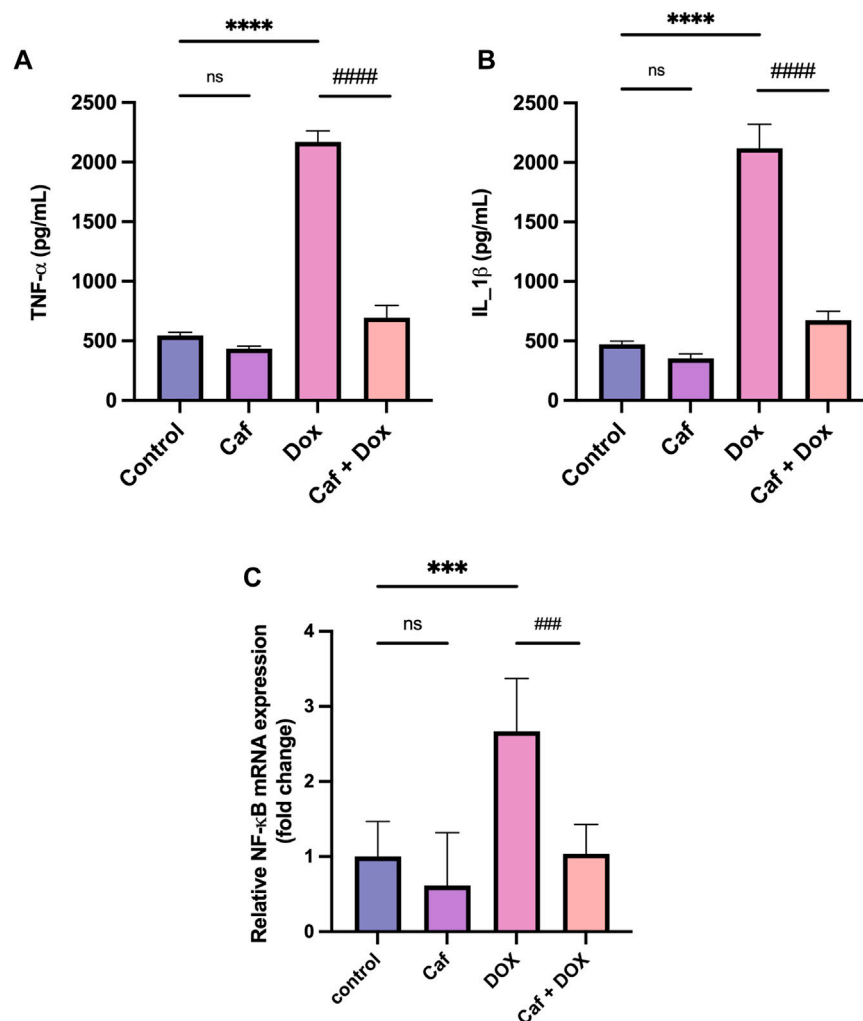 A
****
ns
####
TNF-α (pg/mL)
2500
2000
1500
1000
500
0
Control
Caf
Dox
Caf + Dox
B
****
ns
####
IL_1β (pg/mL)
2500
2000
1500
1000
500
0
Control
Caf
Dox
Caf + Dox
C
***
ns
###
Relative NF-κB mRNA expression
(fold change)
4
3
2
1
0
control
Caf
DOX
Caf + DOX